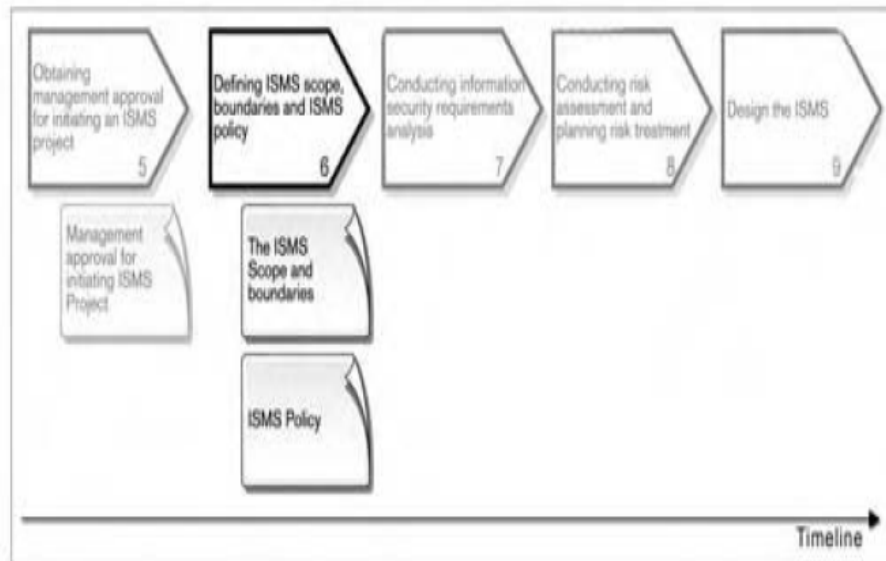 Obtaining
management approval
for initiating an ISMS
project
5
Defining ISMS scope,
boundaries and ISMS
policy
6
Conducting information
security requirements
analysis
7
Conducting risk
assessment and
planning risk treatment
8
Design the ISMS
9
Management
approval for
initiating ISMS
Project
The ISMS
Scope and
boundaries
ISMS Policy
Timeline